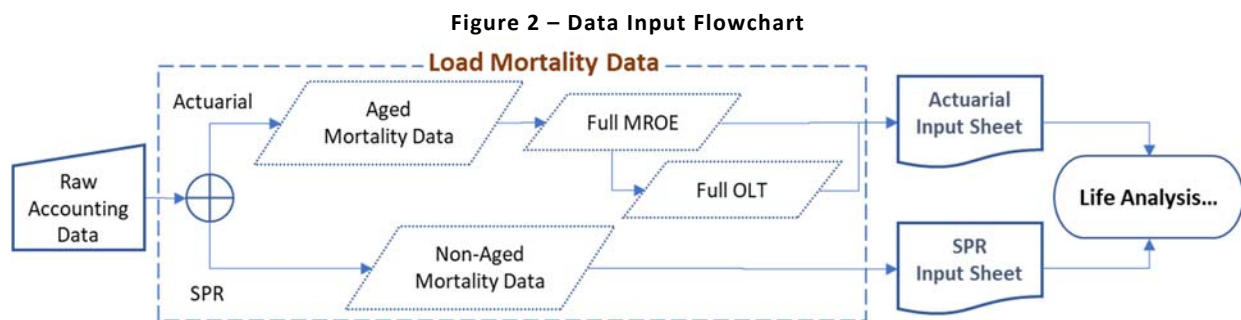 Figure 2 – Data Input Flowchart
Load Mortality Data
Actuarial
Aged
Mortality Data
Full MROE
Actuarial
Input Sheet
Raw
Accounting
Data
Full OLT
Life Analysis...
SPR
Non-Aged
Mortality Data
SPR
Input Sheet